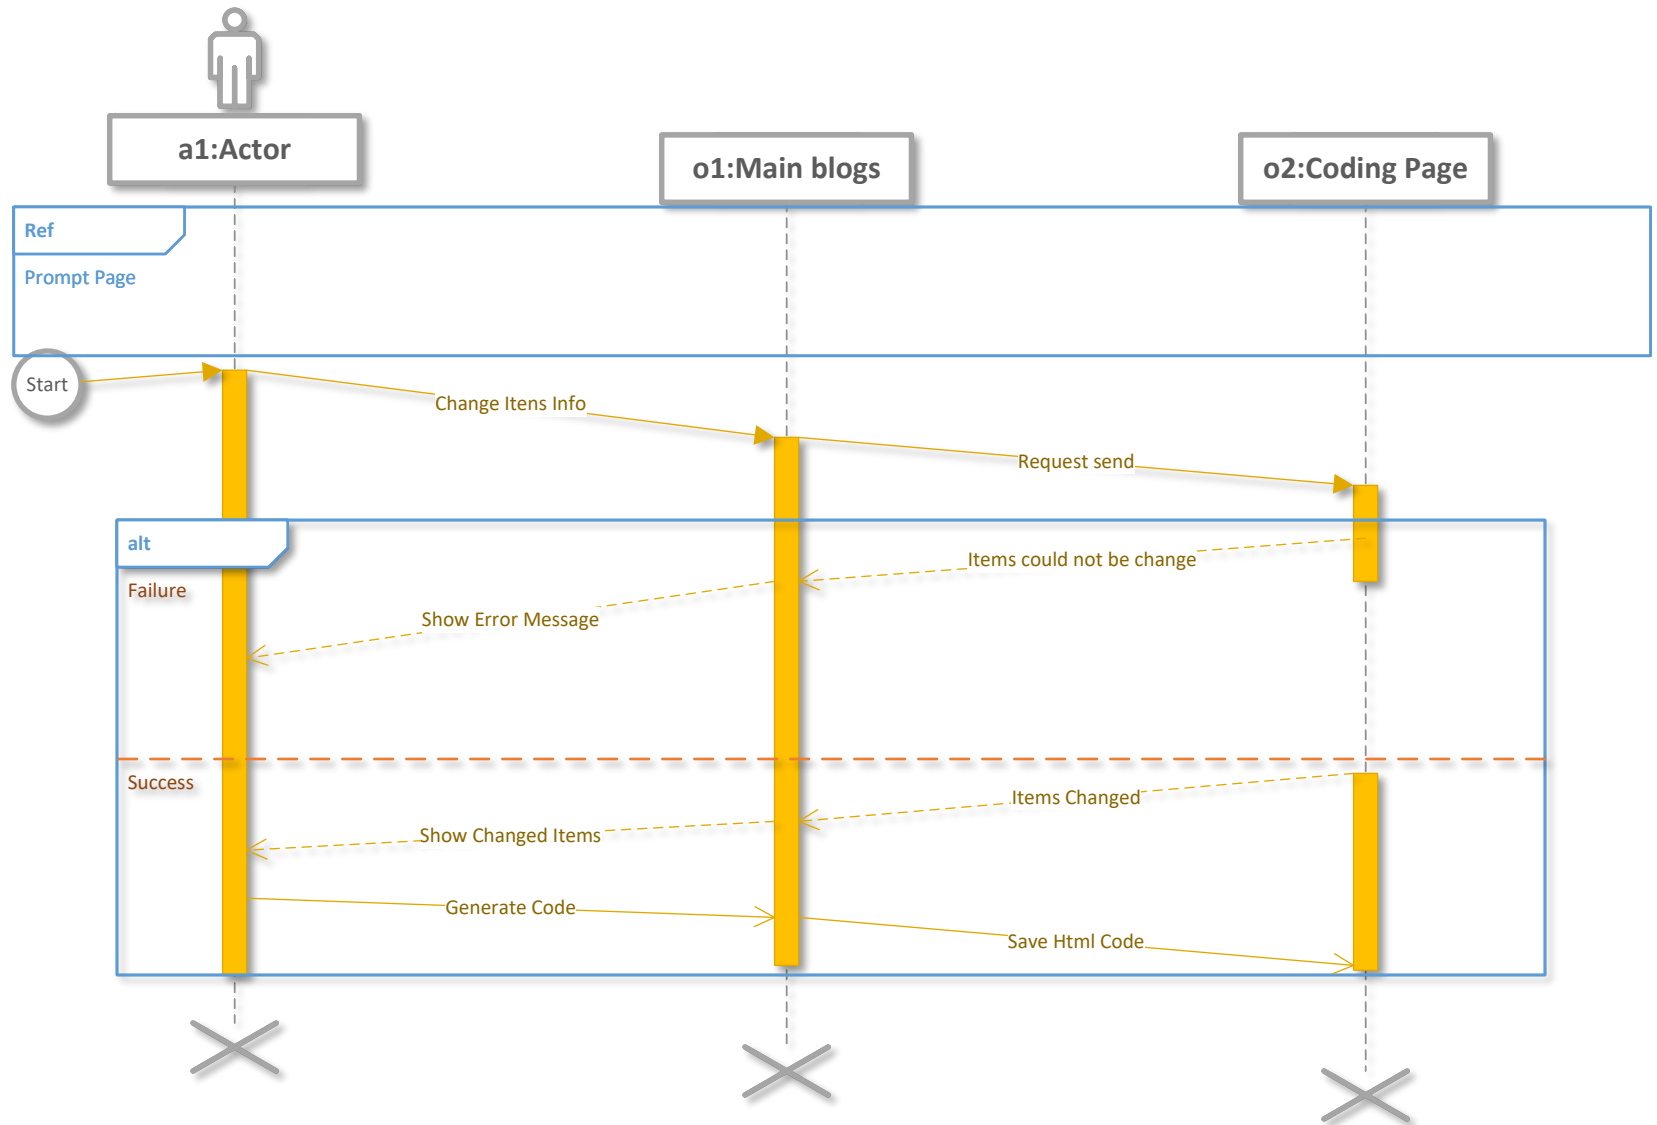 a1:Actor
o1:Main blogs
o2:Coding Page
Ref
Prompt Page
Start
Change Itens Info
Request send
alt
Items could not be change
Failure
Show Error Message
Success
Items Changed
Show Changed Items
Generate Code
Save Html Code